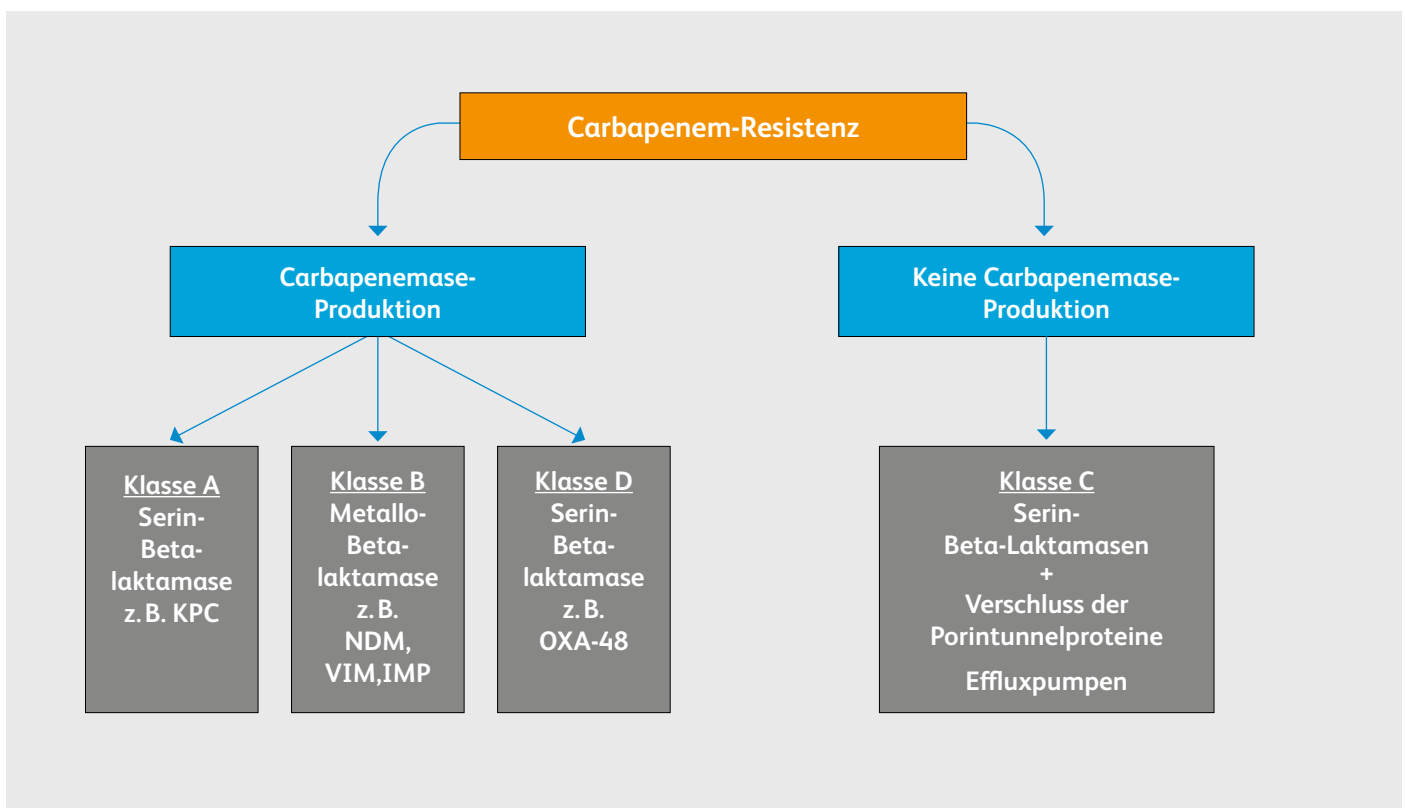 Carbapenem-Resistenz
Carbapenemase-
Produktion
Keine Carbapenemase-
Produktion
Klasse A
Serin-
Beta-
laktamase
z. B. KPC
Klasse B
Metallo-
Beta-
laktamase
z. B.
NDM,
VIM,IMP
Klasse D
Serin-
Beta-
laktamase
z. B.
OXA-48
Klasse C
Serin-
Beta-Laktamasen
+
Verschluss der
Porintunnelproteine
Effluxpumpen